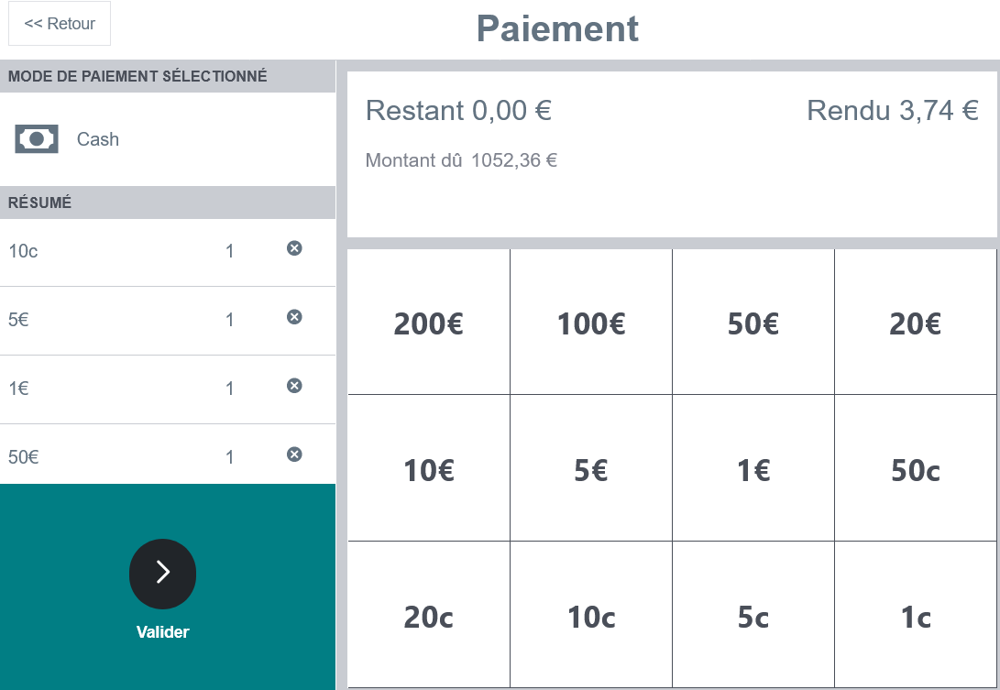 << Retour
Paiement
MODE DE PAIEMENT SÉLECTIONNÉ
Cash
RÉSUMÉ
10c 1
5€ 1
1€ 1
50€ 1
Valider
Restant 0,00 € Rendu 3,74 €
Montant dû 1052,36 €
200€ 100€ 50€ 20€
10€ 5€ 1€ 50c
20c 10c 5c 1c